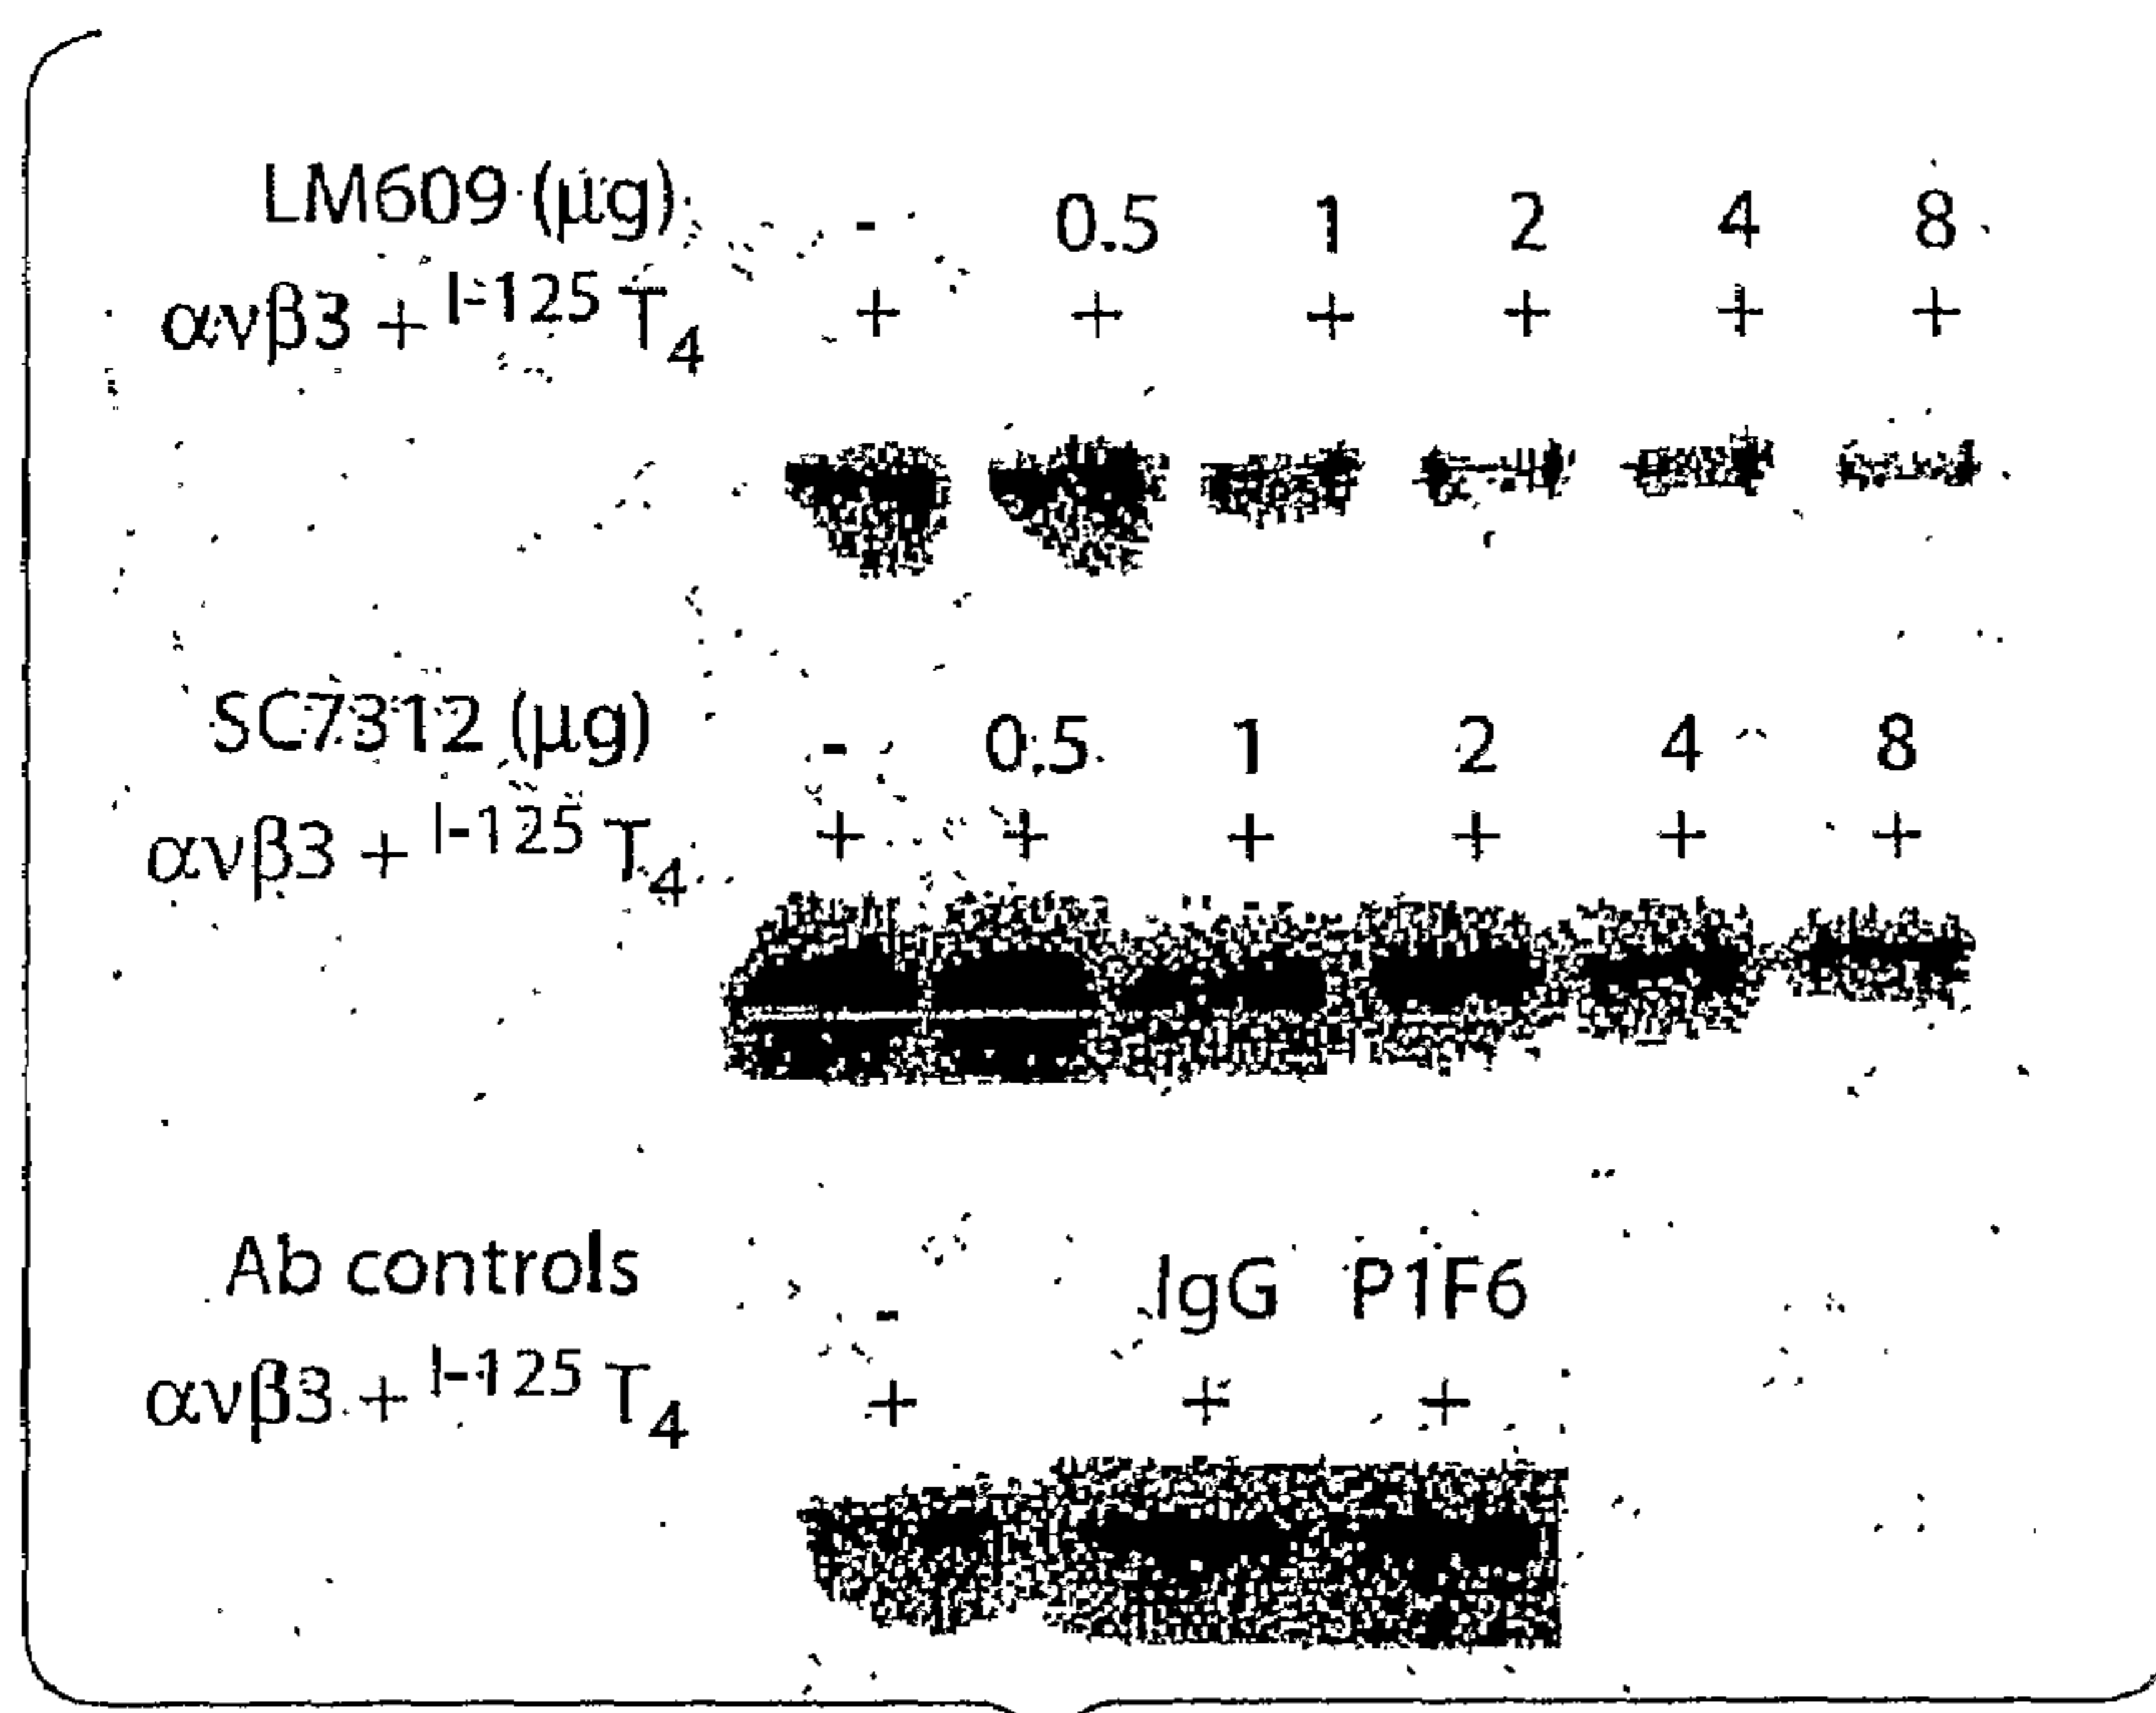 LM609 (μg) - 0.5 1 2 4 8
αvβ3 + I-125 T4 + + + + + +
SC7312 (μg) - 0.5 1 2 4 8
αvβ3 + I-125 T4 + + + + + +
Ab controls - IgG P1F6
αvβ3 + I-125 T4 + + +